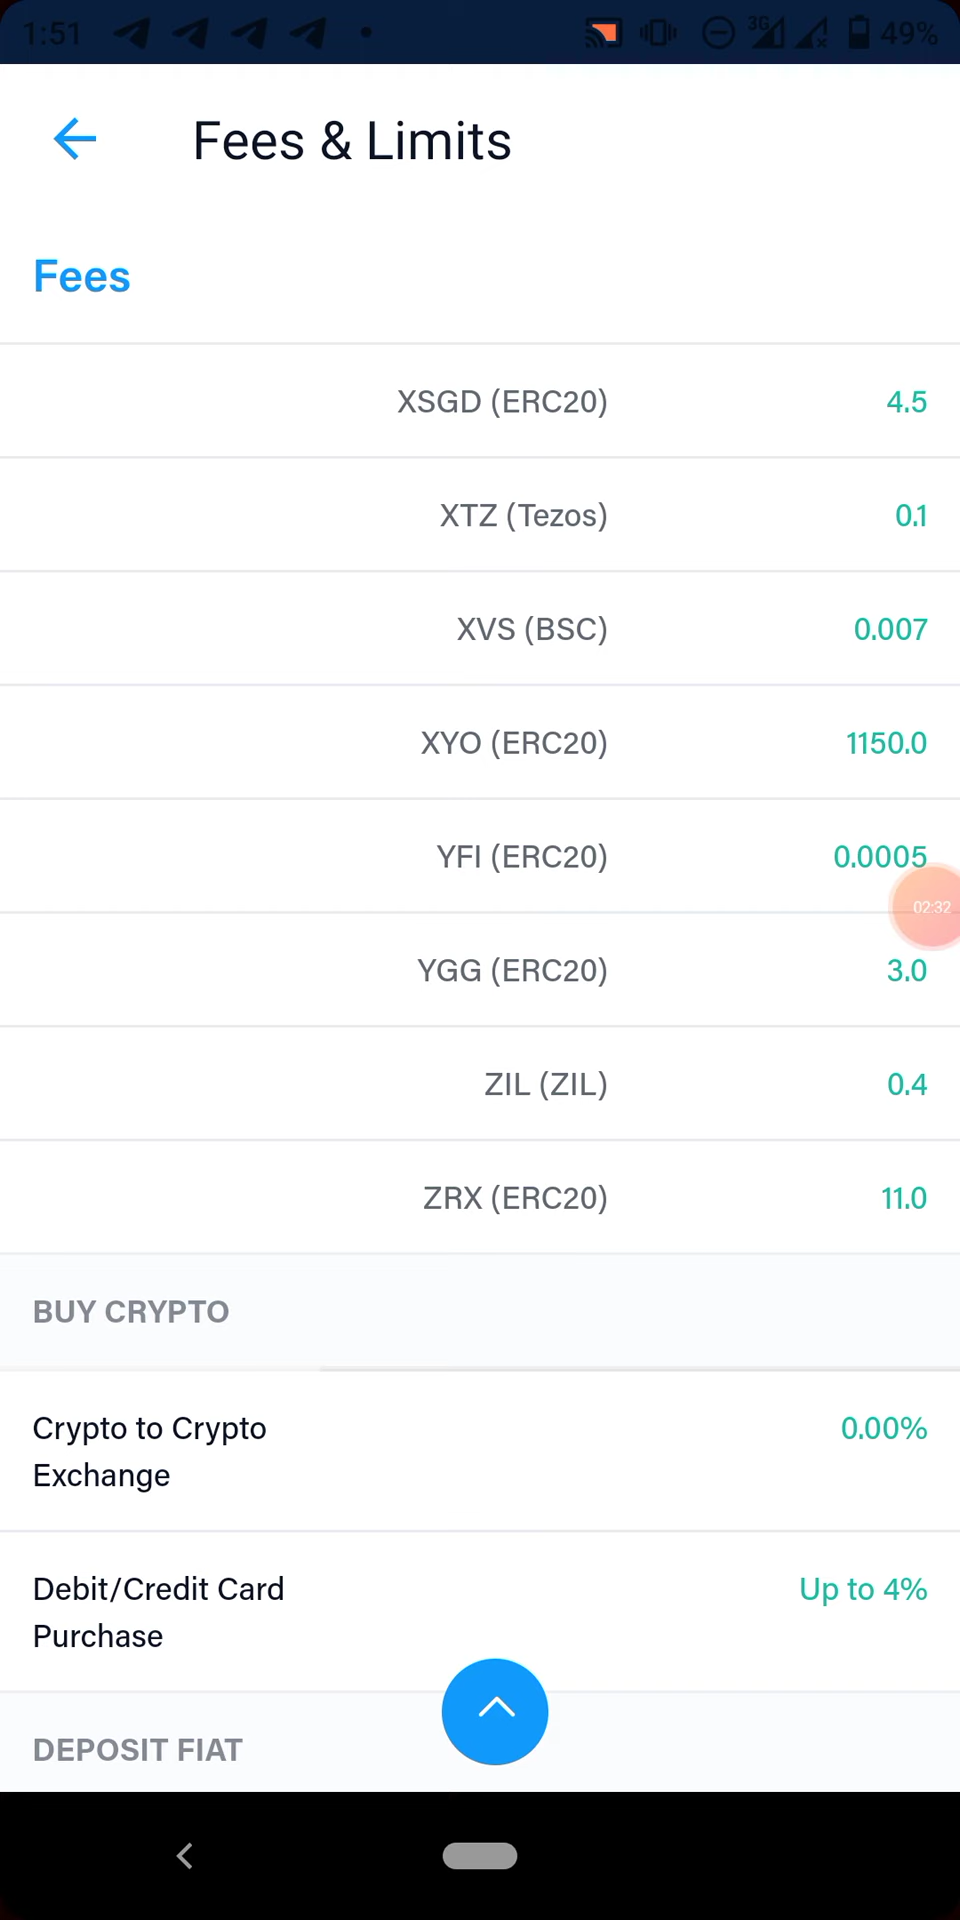 1:51
3G
49%
Fees & Limits
Fees
XSGD (ERC20) 4.5
XTZ (Tezos) 0.1
XVS (BSC) 0.007
XYO (ERC20) 1150.0
YFI (ERC20) 0.0005
02:32
YGG (ERC20) 3.0
ZIL (ZIL) 0.4
ZRX (ERC20) 11.0
BUY CRYPTO
Crypto to Crypto 0.00%
Exchange
Debit/Credit Card Up to 4%
Purchase
DEPOSIT FIAT